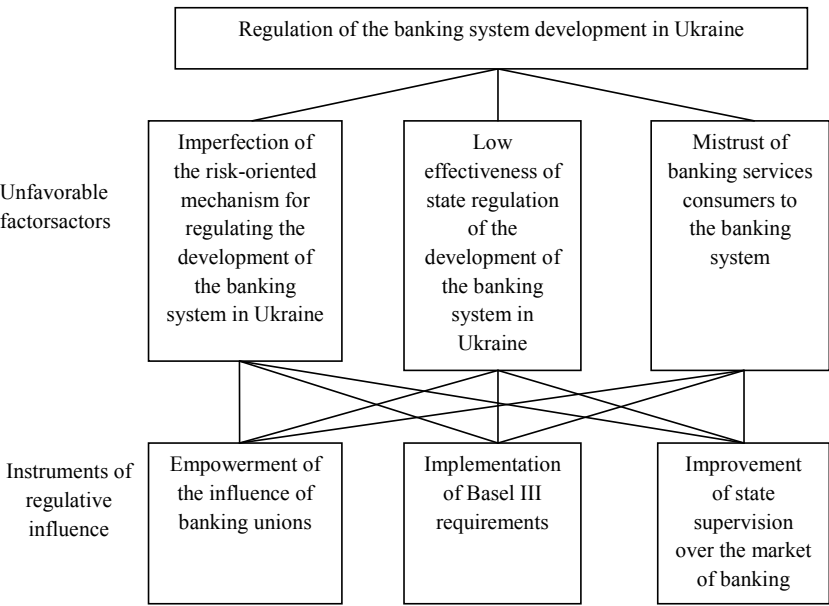 Regulation of the banking system development in Ukraine
Unfavorable
factorsactors
Imperfection of
the risk-oriented
mechanism for
regulating the
development of
the banking
system in Ukraine
Low
effectiveness of
state regulation
of the
development of
the banking
system in
Ukraine
Mistrust of
banking services
consumers to
the banking
system
Instruments of
regulative
influence
Empowerment of
the influence of
banking unions
Implementation
of Basel III
requirements
Improvement
of state
supervision
over the market
of banking